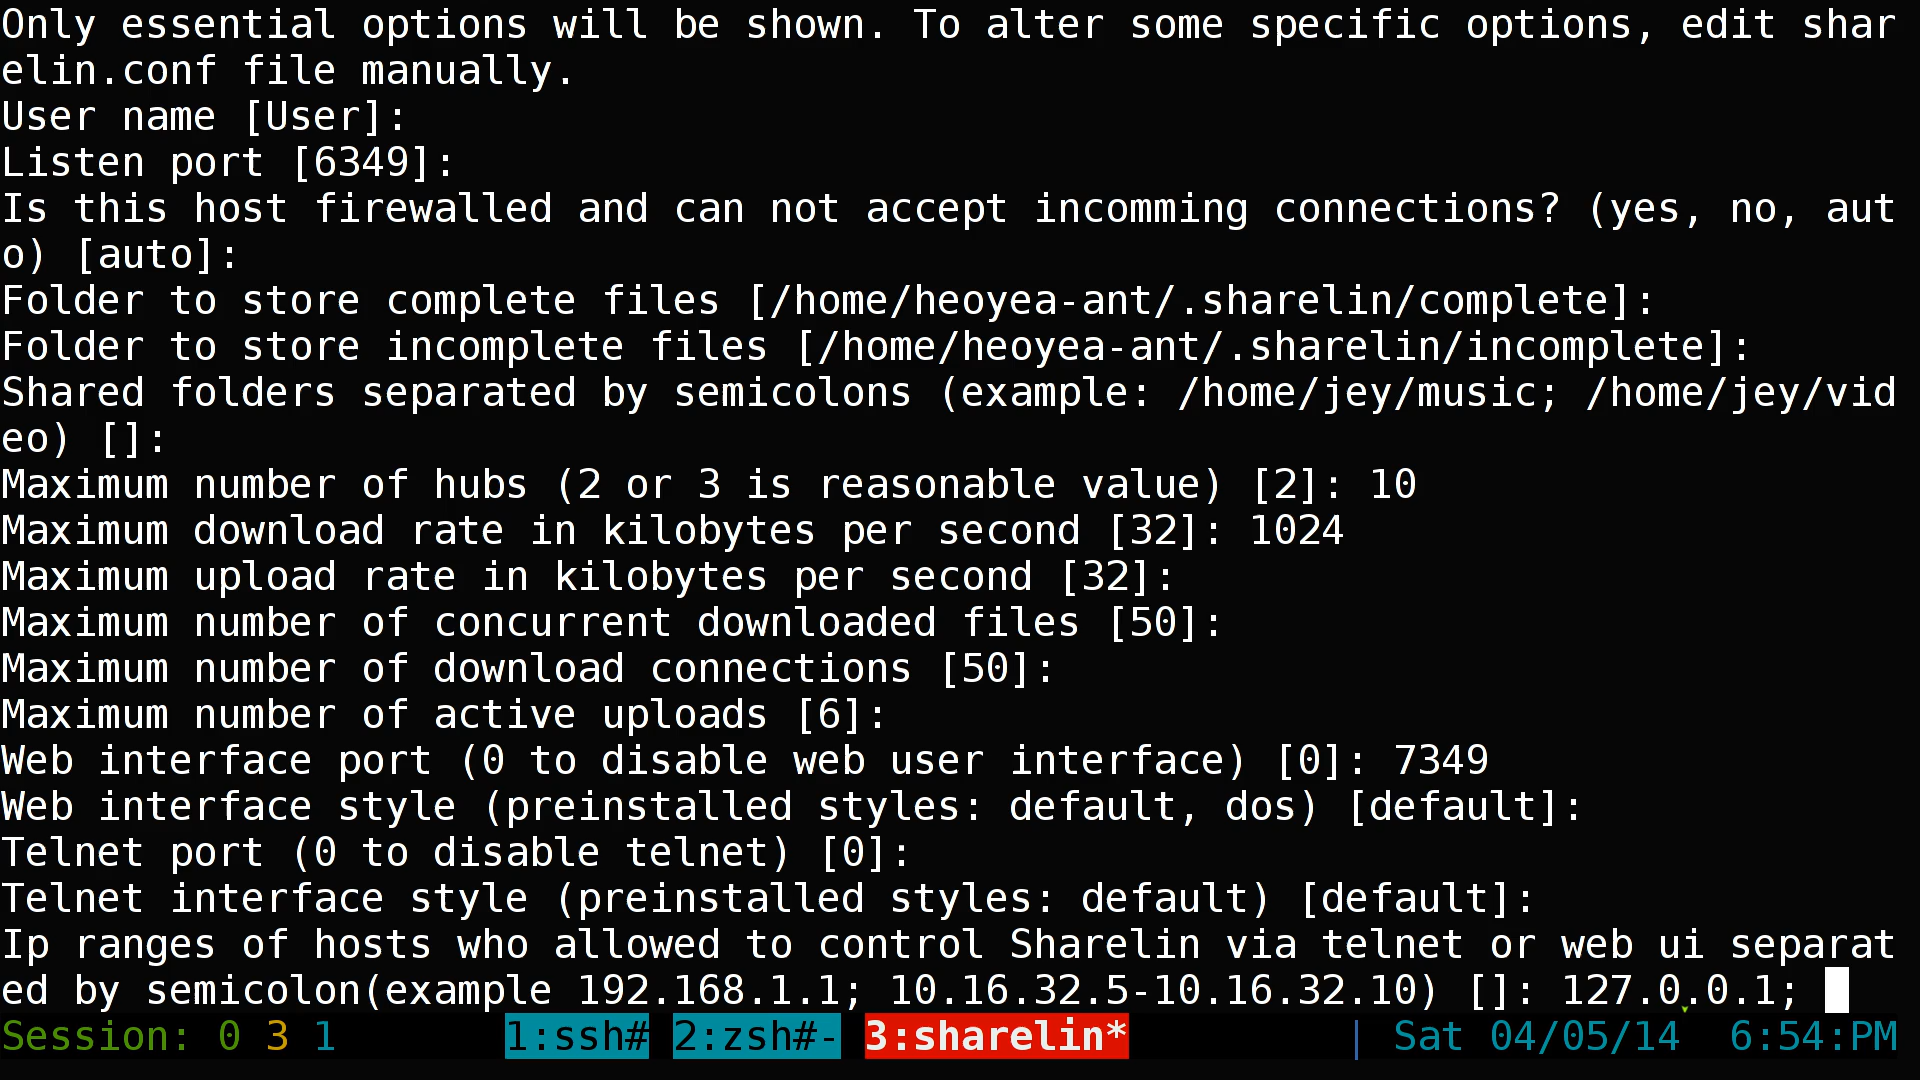 Only essential options will be shown. To alter some specific options, edit shar
elin.conf file manually.
User name [User]:
Listen port [6349]:
Is this host firewalled and can not accept incomming connections? (yes, no, aut
o) [auto]:
Folder to store complete files [/home/heoyea-ant/.sharelin/complete]:
Folder to store incomplete files [/home/heoyea-ant/.sharelin/incomplete]:
Shared folders separated by semicolons (example: /home/jey/music; /home/jey/vid
eo) []:
Maximum number of hubs (2 or 3 is reasonable value) [2]: 10
Maximum download rate in kilobytes per second [32]: 1024
Maximum upload rate in kilobytes per second [32]:
Maximum number of concurrent downloaded files [50]:
Maximum number of download connections [50]:
Maximum number of active uploads [6]:
Web interface port (0 to disable web user interface) [0]: 7349
Web interface style (preinstalled styles: default, dos) [default]:
Telnet port (0 to disable telnet) [0]:
Telnet interface style (preinstalled styles: default) [default]:
Ip ranges of hosts who allowed to control Sharelin via telnet or web ui separat
ed by semicolon(example 192.168.1.1; 10.16.32.5-10.16.32.10) []: 127.0.0.1;
Session: 0 3 1 1:ssh# 2:zsh#- 3:sharelin* | Sat 04/05/14 6:54:PM